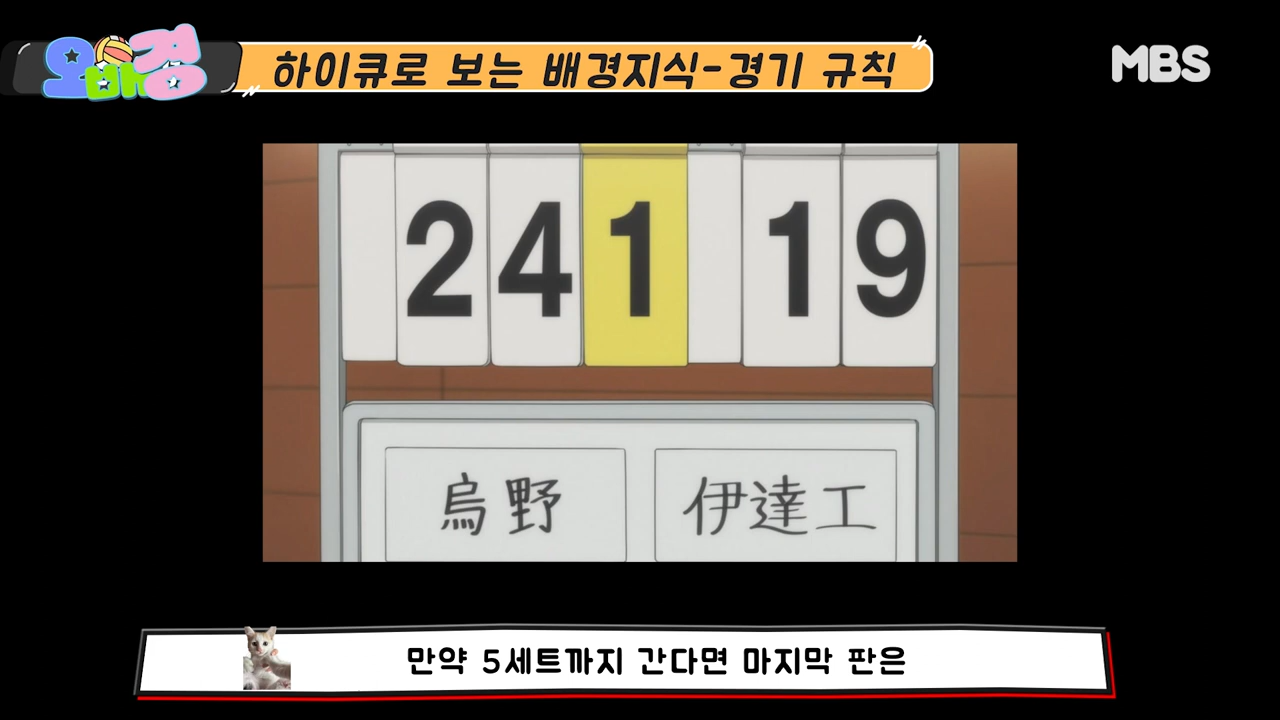 오배경
하이큐로 보는 배경지식-경기 규칙
MBS
24 1 19
烏野 伊達工
만약 5세트까지 간다면 마지막 판은